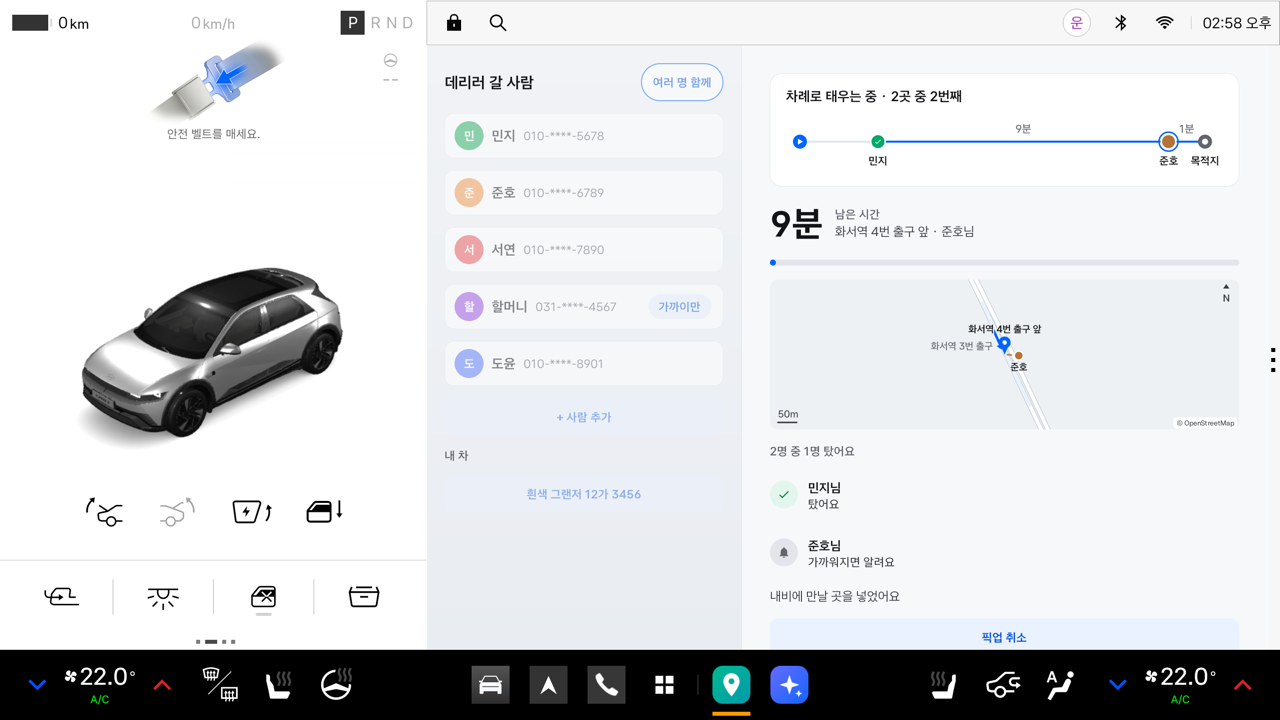 0km
0km/h
P R N D
운
02:58 오후
안전 벨트를 매세요.
데리러 갈 사람
여러 명 함께
민 민지 010-****-5678
준 준호 010-****-6789
서 서연 010-****-7890
할 할머니 031-****-4567 가까이만
도 도윤 010-****-8901
+ 사람 추가
내 차
흰색 그랜저 12가 3456
차례로 태우는 중 · 2곳 중 2번째
9분
1분
민지
준호
목적지
9분
남은 시간
화서역 4번 출구 앞 · 준호님
N
화서역 4번 출구 앞
화서역 3번 출구
준호
50m
© OpenStreetMap
2명 중 1명 탔어요
민지님
탔어요
준호님
가까워지면 알려요
내비에 만날 곳을 넣었어요
픽업 취소
22.0°
A/C
A
22.0°
A/C